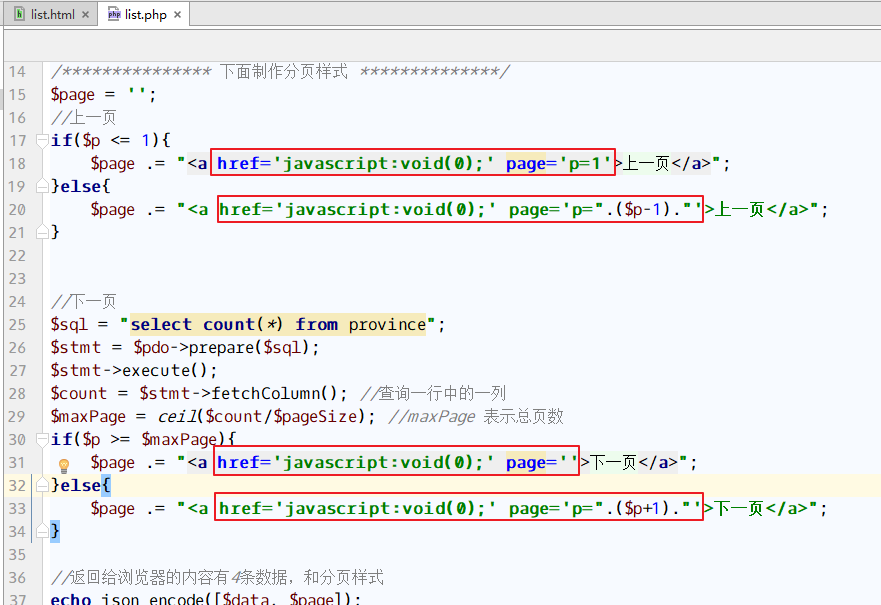 list.html × list.php ×
14 /*************** 下面制作分页样式 **************/
15 $page = '';
16 //上一页
17 if($p <= 1){
18 $page .= "<a href='javascript:void(0);' page='p=1'>上一页</a>";
19 }else{
20 $page .= "<a href='javascript:void(0);' page='p=".($p-1)."'>上一页</a>";
21 }
22
23
24 //下一页
25 $sql = "select count(*) from province";
26 $stmt = $pdo->prepare($sql);
27 $stmt->execute();
28 $count = $stmt->fetchColumn(); //查询一行中的一列
29 $maxPage = ceil($count/$pageSize); //maxPage 表示总页数
30 if($p >= $maxPage){
31 $page .= "<a href='javascript:void(0);' page=''>下一页</a>";
32 }else{
33 $page .= "<a href='javascript:void(0);' page='p=".($p+1)."'>下一页</a>";
34 }
35
36 //返回给浏览器的内容有4条数据，和分页样式
37 echo json_encode([$data, $page]);